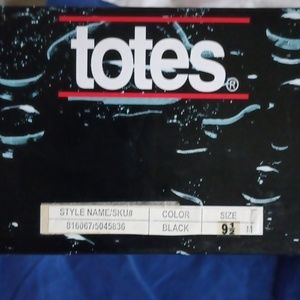 totes®
STYLE NAME/SKU# COLOR SIZE
816067/5045836 BLACK 9½ M